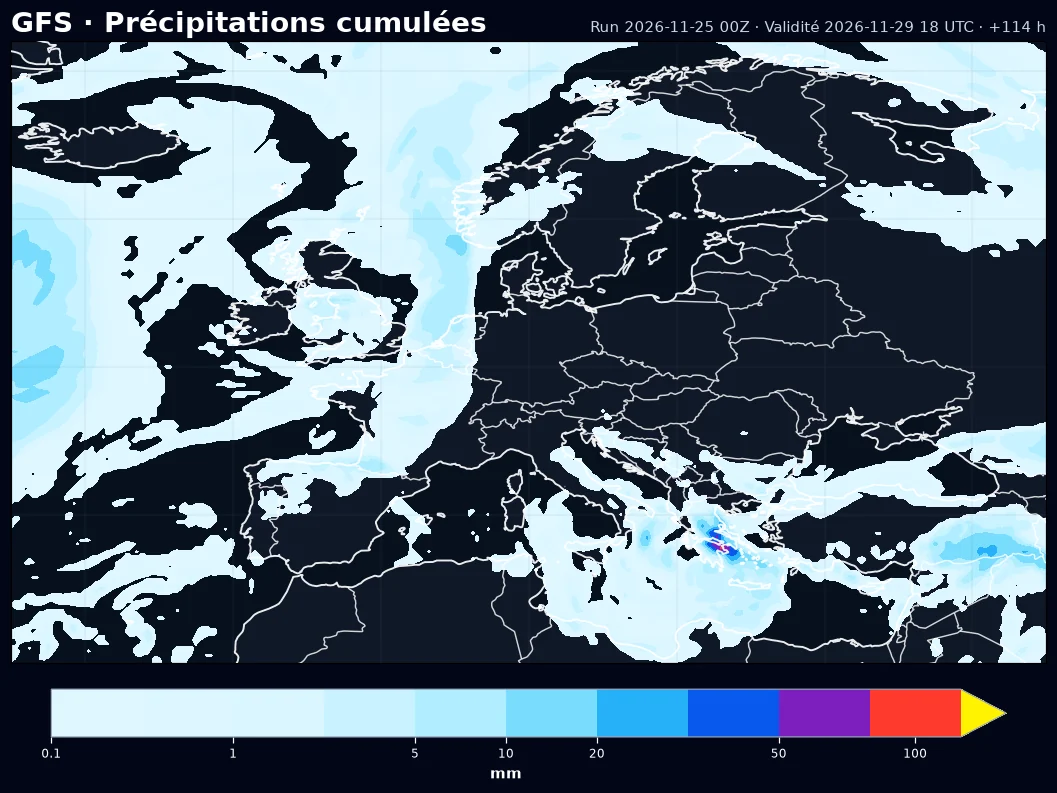 GFS · Précipitations cumulées
Run 2026-11-25 00Z · Validité 2026-11-29 18 UTC · +114 h
0.1 1 5 10 20 50 100
mm